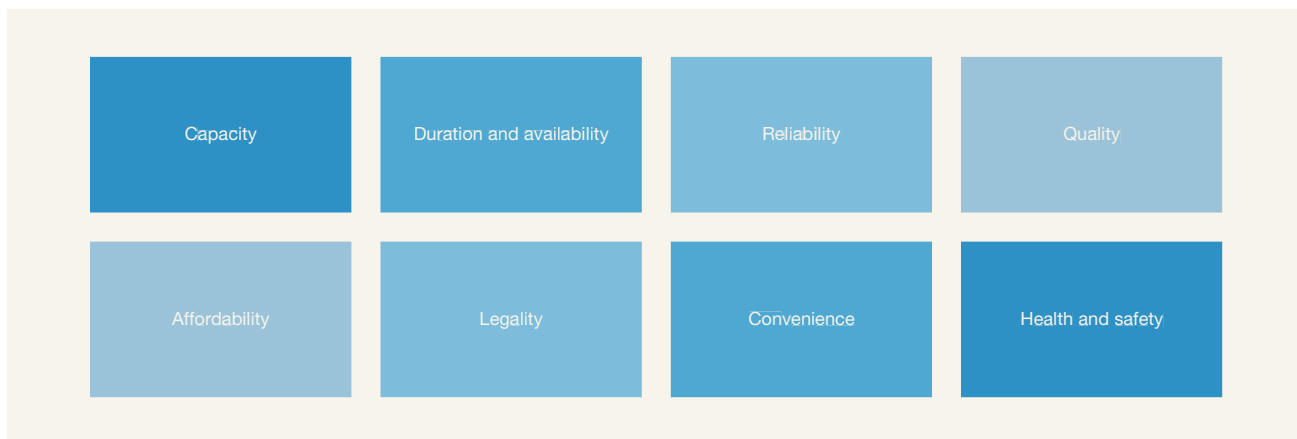 Capacity
Duration and availability
Reliability
Quality
Affordability
Legality
Convenience
Health and safety